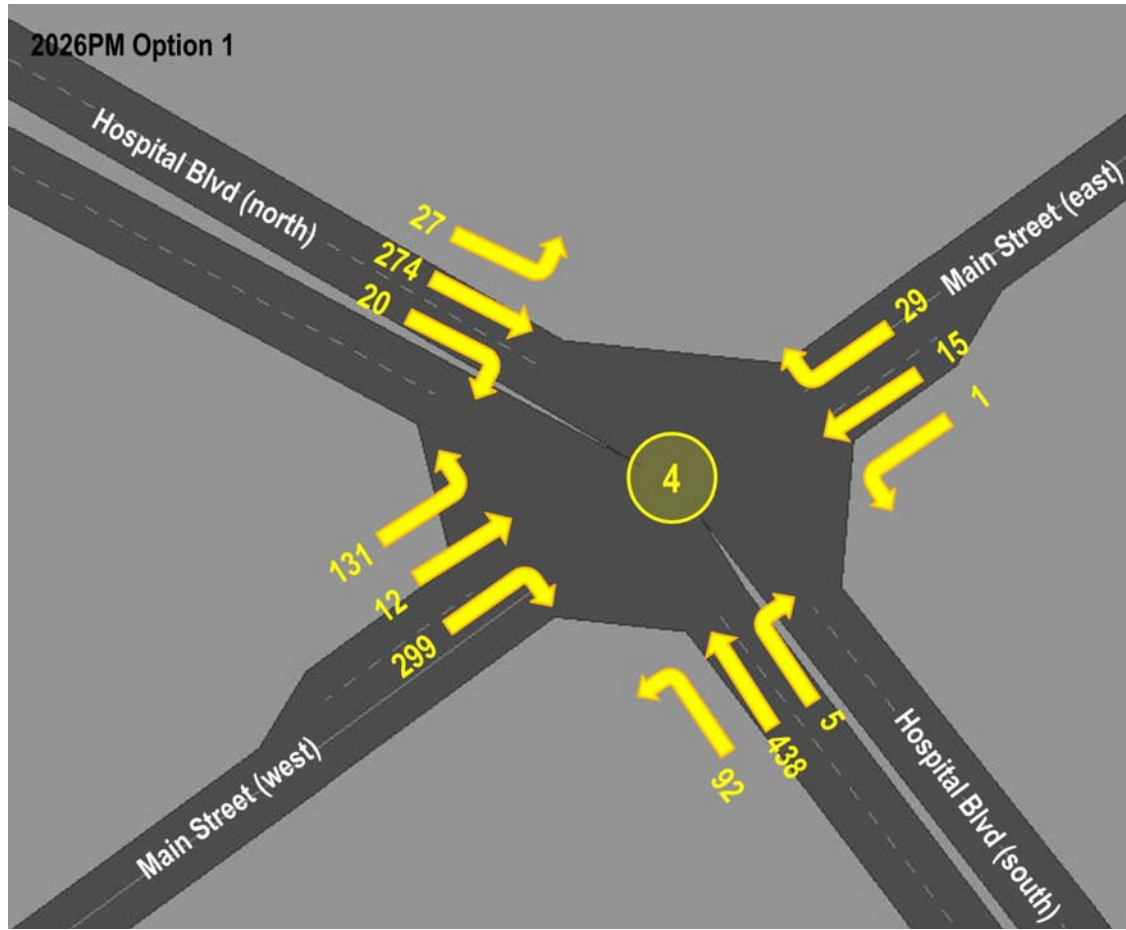 2026PM Option 1
Hospital Blvd (north)
27
274
20
Main Street (east)
29
15
1
4
131
12
299
Main Street (west)
5
438
92
Hospital Blvd (south)